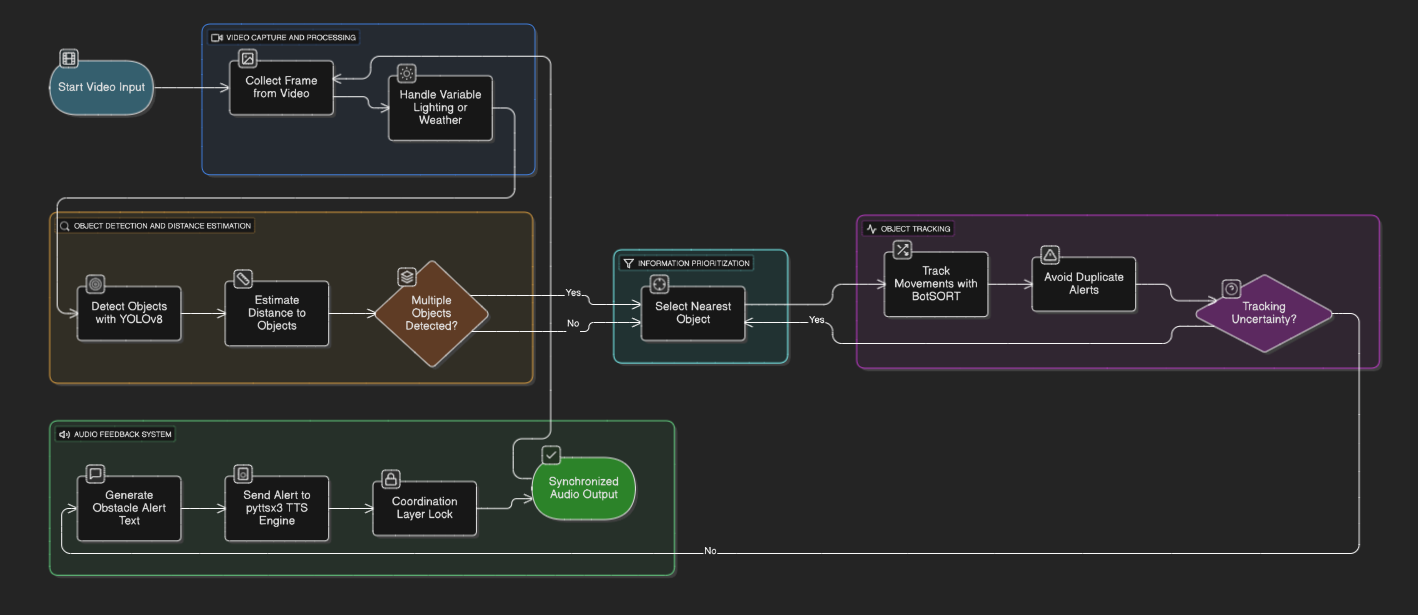 VIDEO CAPTURE AND PROCESSING
Start Video Input
Collect Frame
from Video
Handle Variable
Lighting or
Weather
OBJECT DETECTION AND DISTANCE ESTIMATION
Detect Objects
with YOLOv8
Estimate
Distance to
Objects
Multiple
Objects
Detected?
Yes
No
INFORMATION PRIORITIZATION
Select Nearest
Object
OBJECT TRACKING
Track
Movements with
BotSORT
Avoid Duplicate
Alerts
Tracking
Uncertainty?
Yes
No
AUDIO FEEDBACK SYSTEM
Generate
Obstacle Alert
Text
Send Alert to
pyttsx3 TTS
Engine
Coordination
Layer Lock
Synchronized
Audio Output